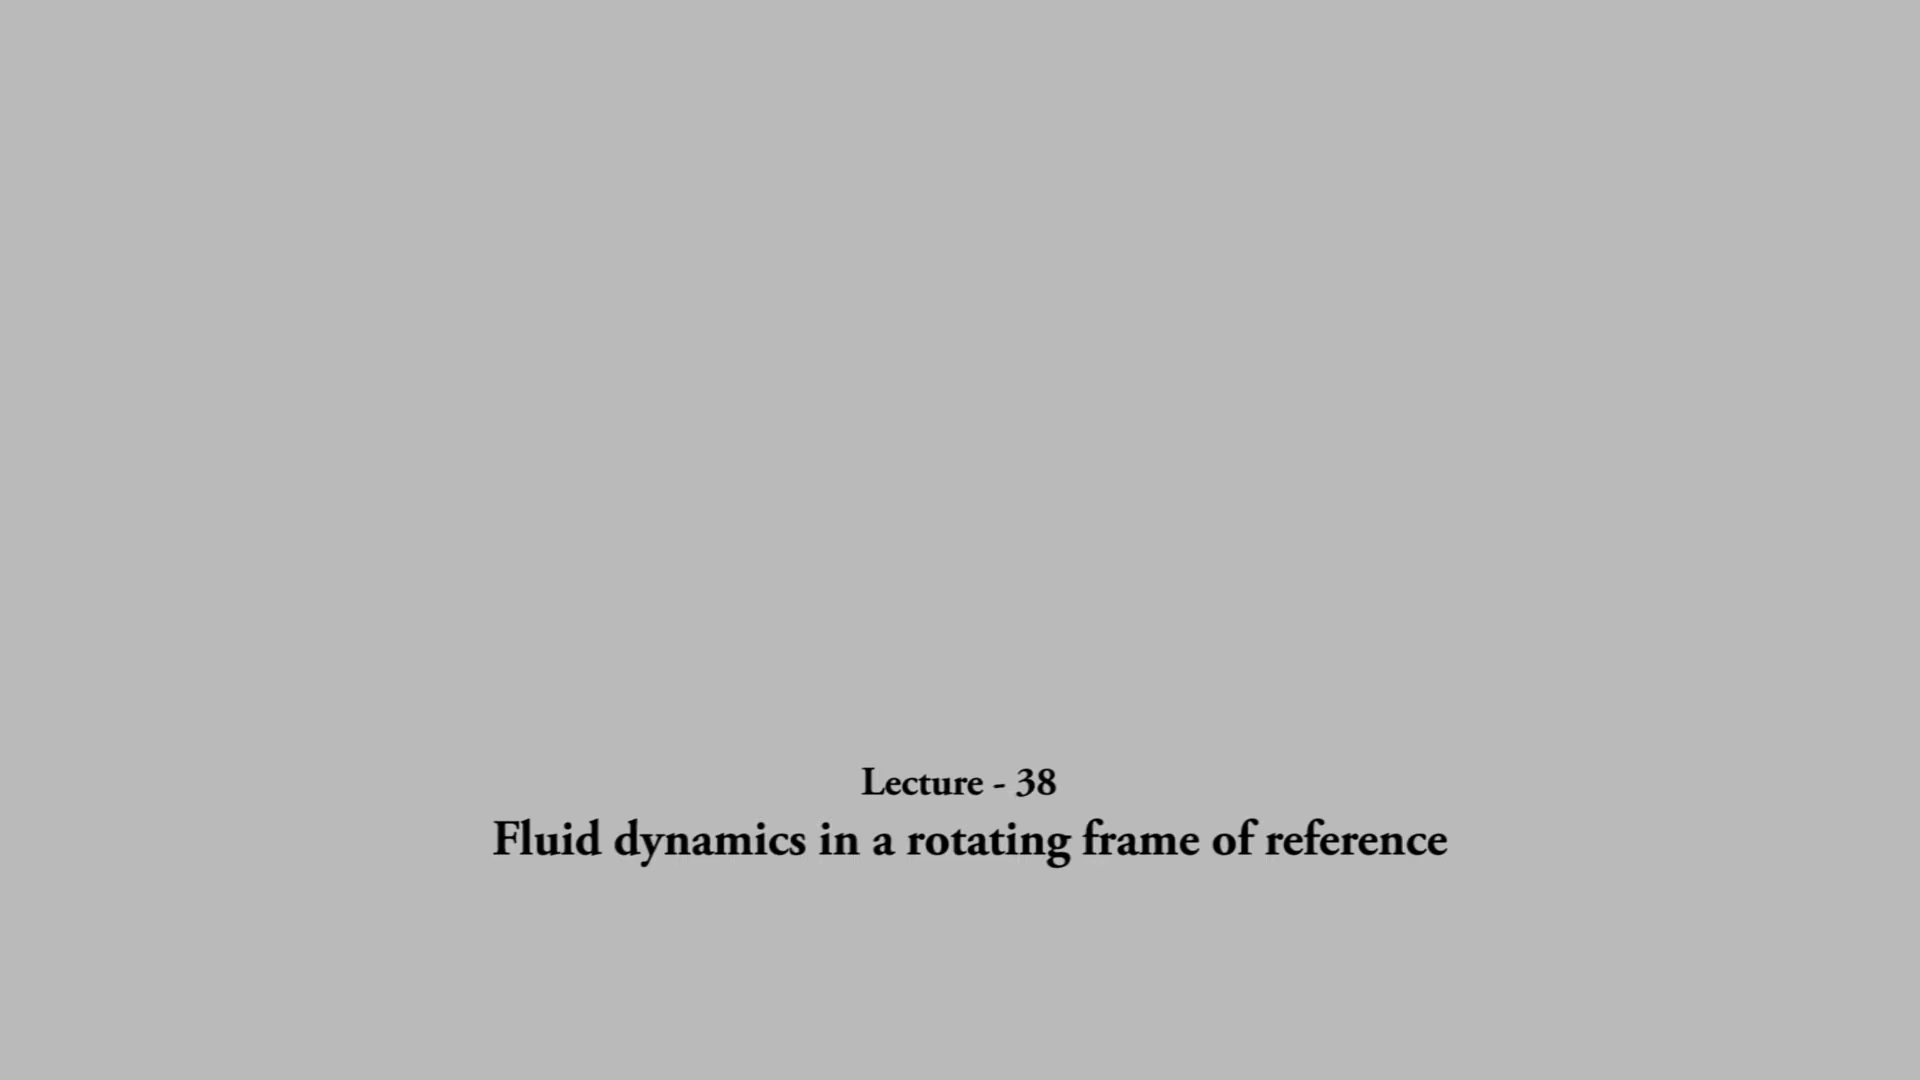 Lecture - 38
Fluid dynamics in a rotating frame of reference